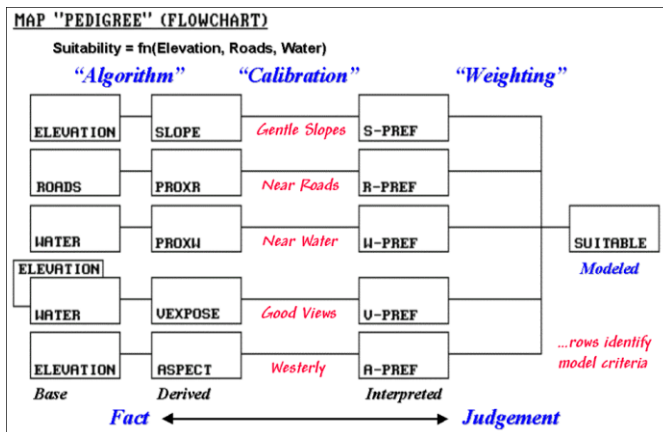 MAP "PEDIGREE" (FLOWCHART)
Suitability = fn(Elevation, Roads, Water)
“Algorithm” “Calibration” “Weighting”
ELEVATION SLOPE Gentle Slopes S-PREF
ROADS PROXR Near Roads R-PREF
WATER PROXW Near Water W-PREF
SUITABLE
Modeled
ELEVATION
WATER VEXPOSE Good Views V-PREF
ELEVATION ASPECT Westerly A-PREF
...rows identify
model criteria
Base Derived Interpreted
Fact Judgement